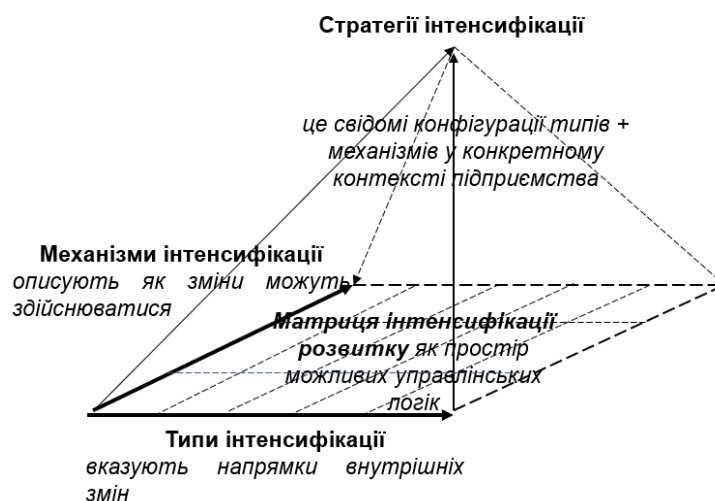 Стратегії інтенсифікації
це свідомі конфігурації типів +
механізмів у конкретному
контексті підприємства
Механізми інтенсифікації
описують як зміни можуть
здійснюватися
Матриця інтенсифікації
розвитку як простір
можливих управлінських
логік
Типи інтенсифікації
вказують напрямки внутрішніх
змін